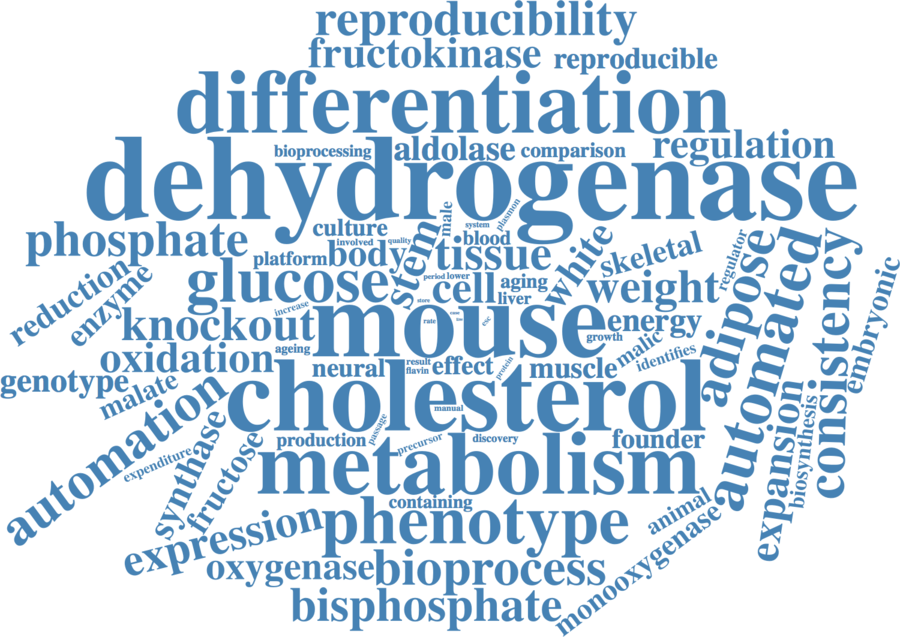 reproducibility
fructokinase
reproducible
differentiation
bioprocessing
aldolase
comparison
regulation
dehydrogenase
phosphate
culture
involved
quality
male
system
plasmon
platform
body
stem
blood
tissue
white
skeletal
regulator
adipose
automated
consistency
embryonic
reduction
enzyme
glucose
period
lower
cell
aging
liver
weight
store
increase
knockout
mouse
rate
energy
growth
malic
identifies
oxidation
ageing
neural
result
flavin
effect
protein
muscle
genotype
malate
automation
cholesterol
manual
expenditure
synthase
fructose
production
passage
precursor
discovery
founder
metabolism
expansion
biosynthesis
containing
expression
phenotype
animal
monooxygenase
oxygenase
bioprocess
bisphosphate